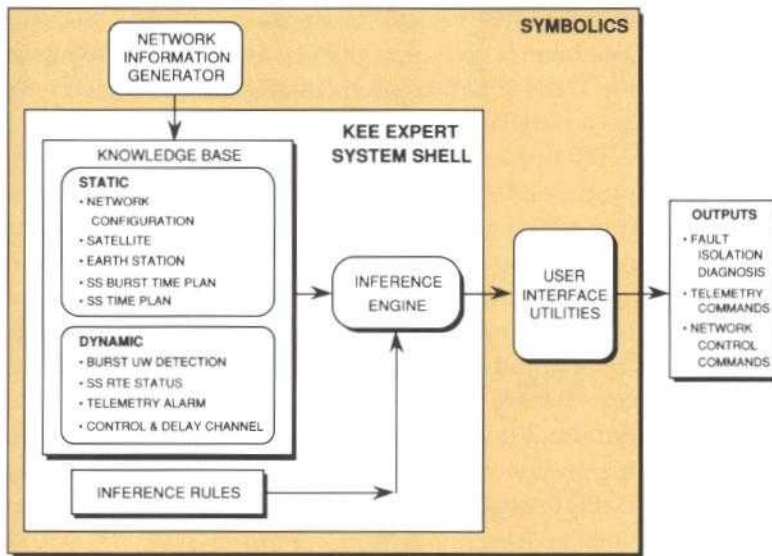 SYMBOLICS
NETWORK
INFORMATION
GENERATOR
KEE EXPERT
SYSTEM SHELL
KNOWLEDGE BASE
STATIC
• NETWORK
CONFIGURATION
• SATELLITE
• EARTH STATION
• SS BURST TIME PLAN
• SS TIME PLAN
DYNAMIC
• BURST UW DETECTION
• SS RTE STATUS
• TELEMETRY ALARM
• CONTROL & DELAY CHANNEL
INFERENCE RULES
INFERENCE
ENGINE
USER
INTERFACE
UTILITIES
OUTPUTS
• FAULT
ISOLATION
DIAGNOSIS
• TELEMETRY
COMMANDS
• NETWORK
CONTROL
COMMANDS